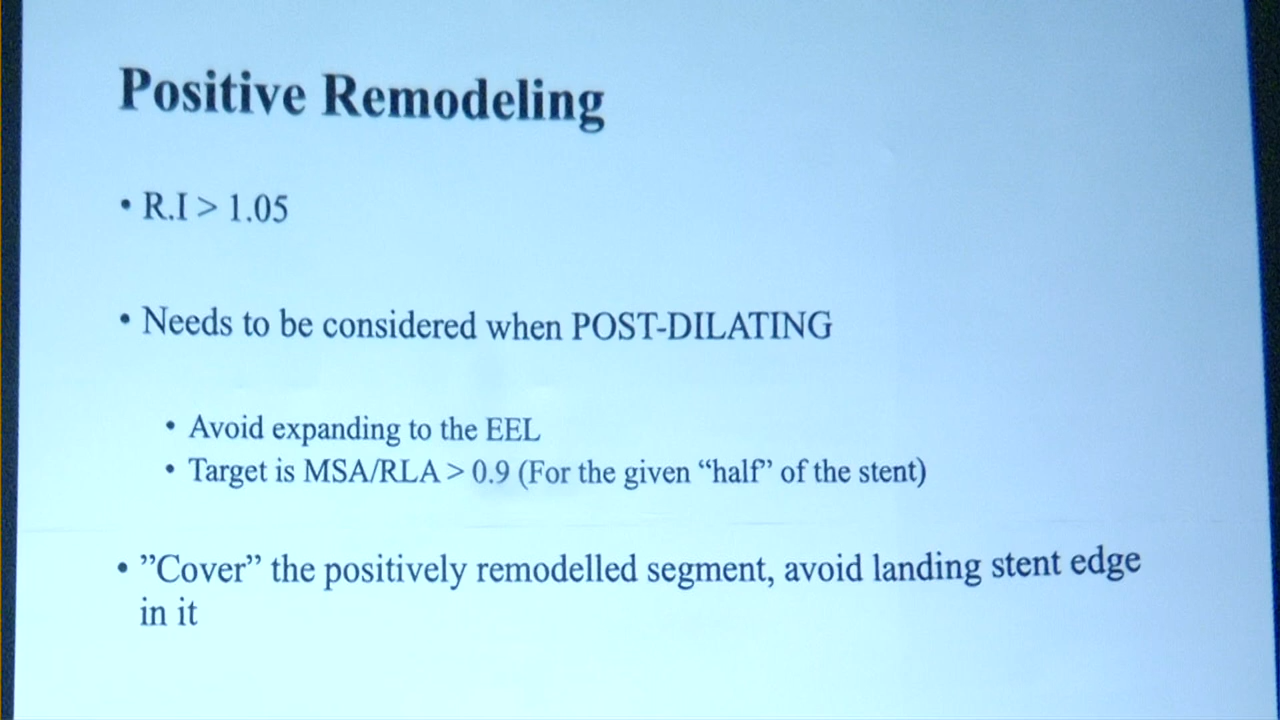 Positive Remodeling
• R.I > 1.05
• Needs to be considered when POST-DILATING
• Avoid expanding to the EEL
• Target is MSA/RLA > 0.9 (For the given “half” of the stent)
• ”Cover” the positively remodelled segment, avoid landing stent edge
in it